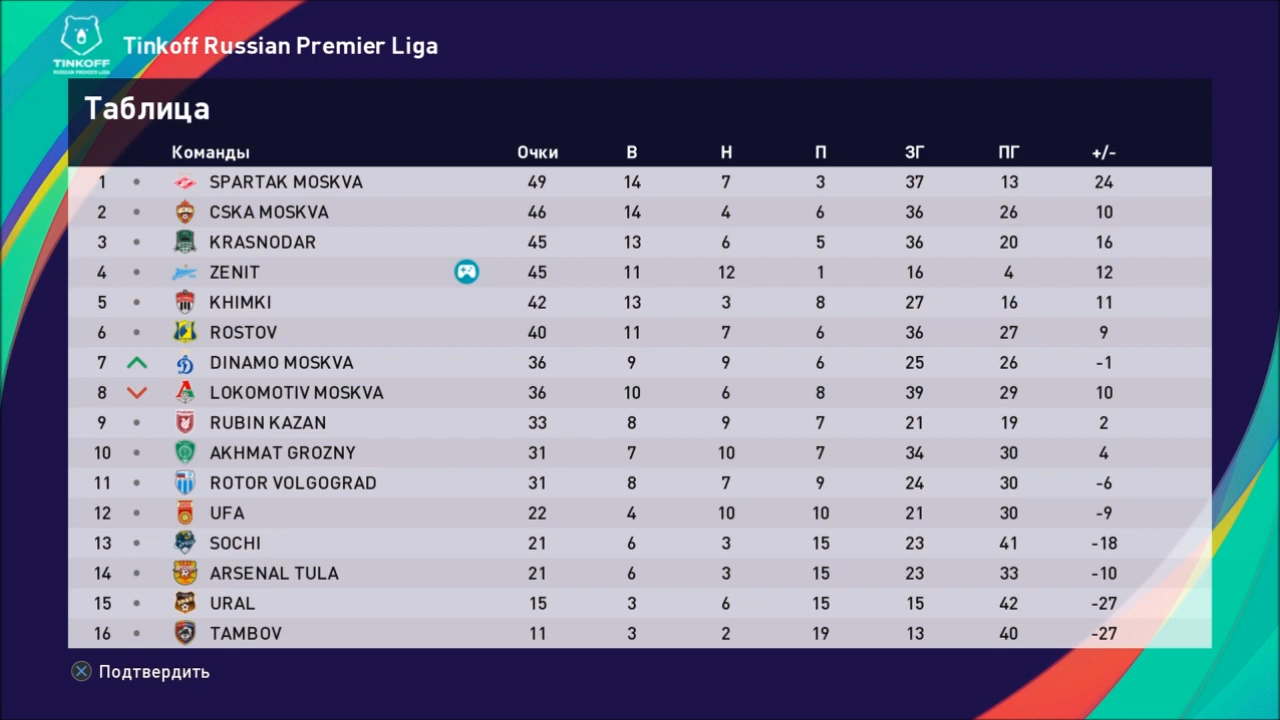 Tinkoff Russian Premier Liga
TINKOFF
RUSSIAN PREMIER LIGA
Таблица
Команды Очки В Н П ЗГ ПГ +/-
1 SPARTAK MOSKVA 49 14 7 3 37 13 24
2 CSKA MOSKVA 46 14 4 6 36 26 10
3 KRASNODAR 45 13 6 5 36 20 16
4 ZENIT 45 11 12 1 16 4 12
5 KHIMKI 42 13 3 8 27 16 11
6 ROSTOV 40 11 7 6 36 27 9
7 DINAMO MOSKVA 36 9 9 6 25 26 -1
8 LOKOMOTIV MOSKVA 36 10 6 8 39 29 10
9 RUBIN KAZAN 33 8 9 7 21 19 2
10 AKHMAT GROZNY 31 7 10 7 34 30 4
11 ROTOR VOLGOGRAD 31 8 7 9 24 30 -6
12 UFA 22 4 10 10 21 30 -9
13 SOCHI 21 6 3 15 23 41 -18
14 ARSENAL TULA 21 6 3 15 23 33 -10
15 URAL 15 3 6 15 15 42 -27
16 TAMBOV 11 3 2 19 13 40 -27
Подтвердить